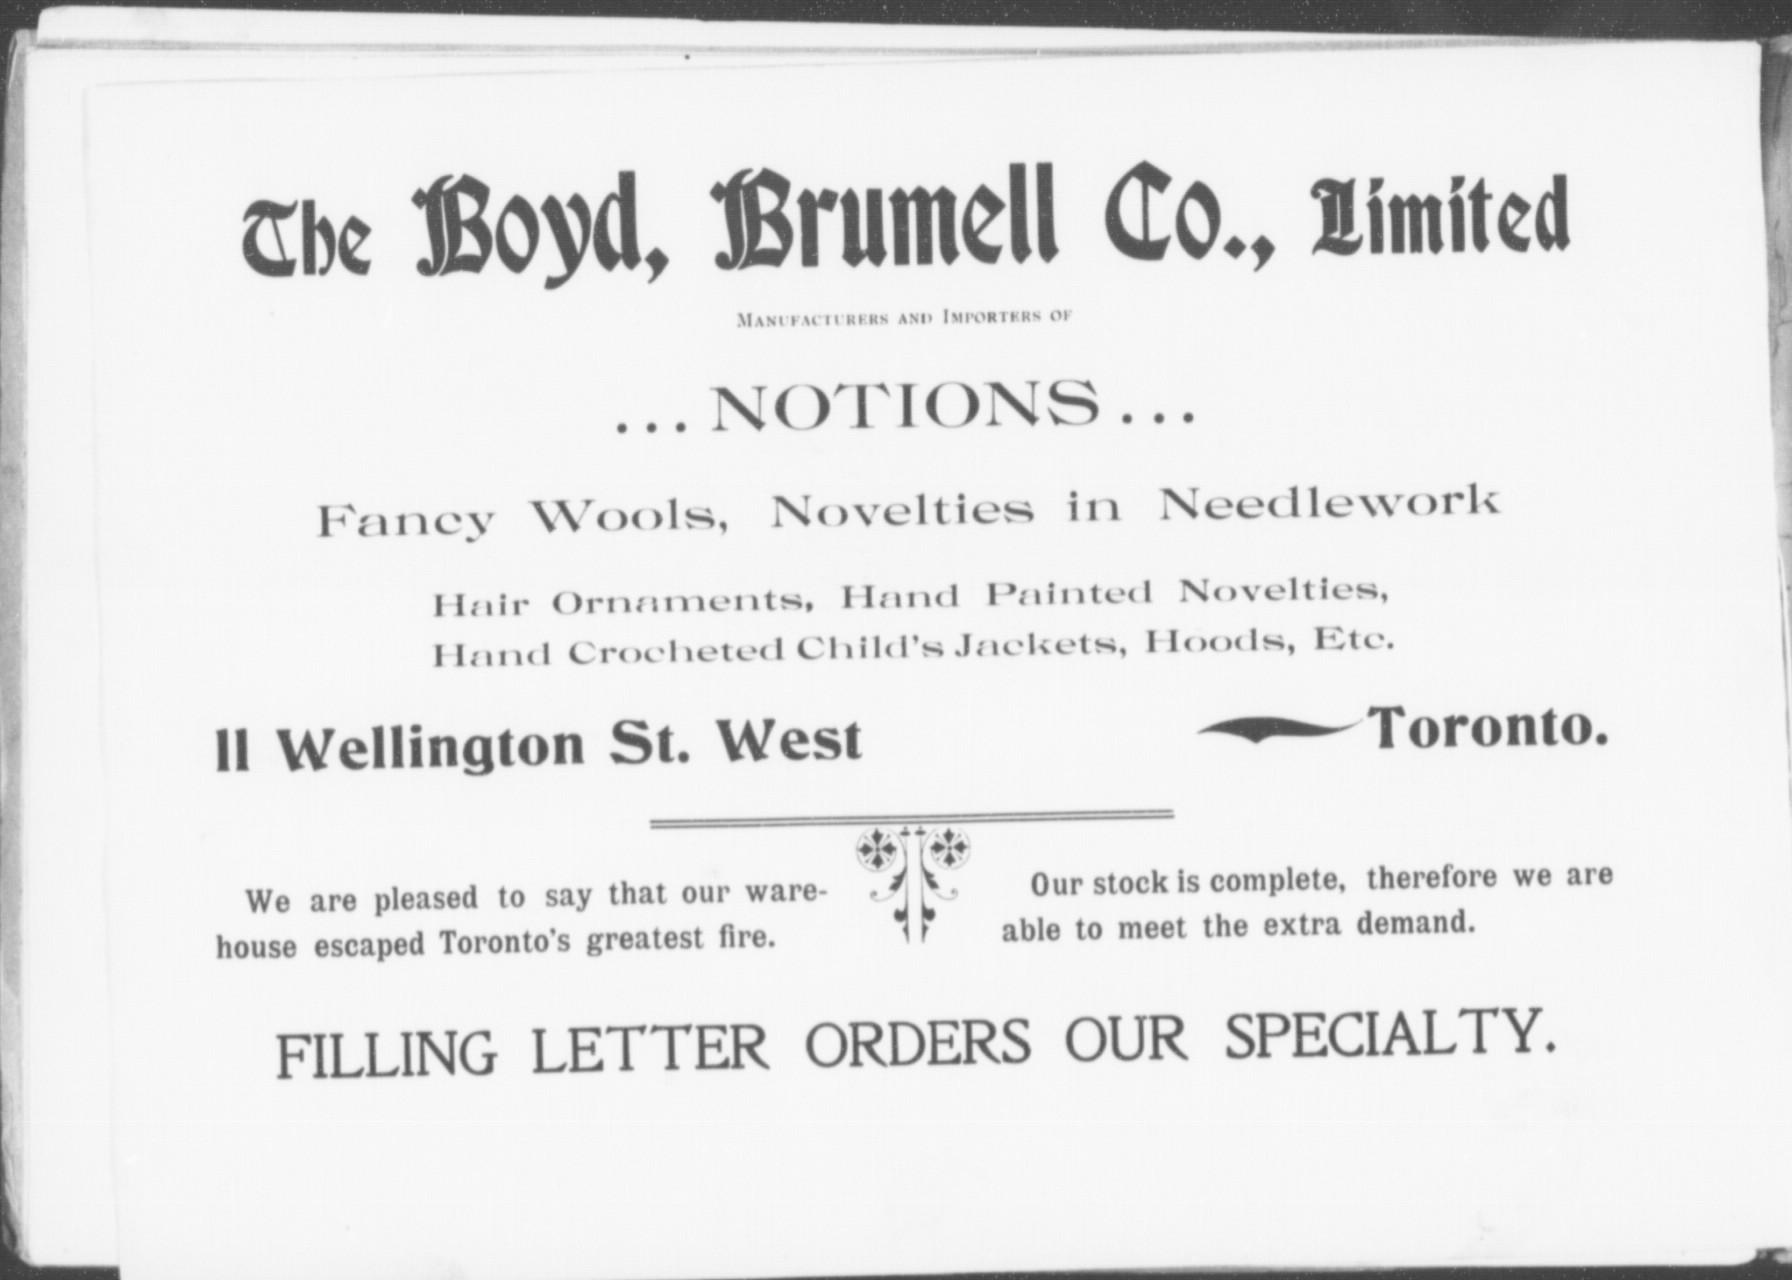 The Boyd, Brumell Co., Limited
Manufacturers and Importers of
...NOTIONS...
Fancy Wools, Novelties in Needlework
Hair Ornaments, Hand Painted Novelties,
Hand Crocheted Child's Jackets, Hoods, Etc.
11 Wellington St. West Toronto.
We are pleased to say that our ware-
house escaped Toronto's greatest fire.
Our stock is complete, therefore we are
able to meet the extra demand.
FILLING LETTER ORDERS OUR SPECIALTY.